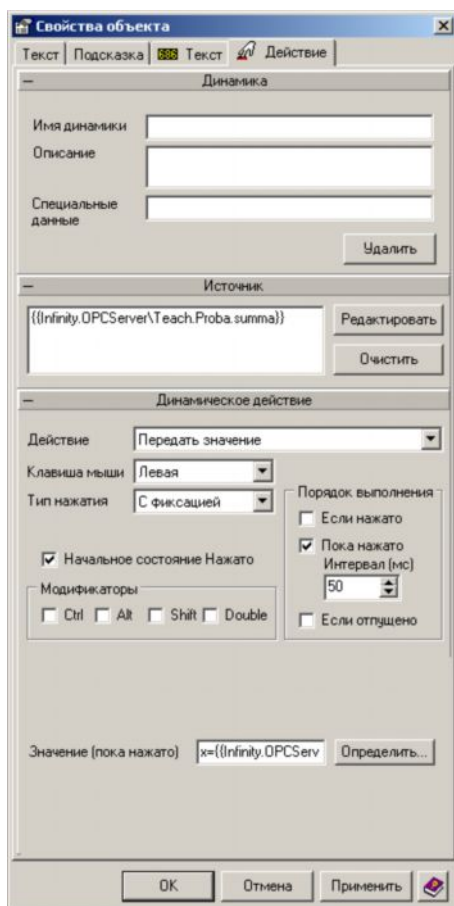 Свойства объекта
Текст Подсказка 686 Текст Действие
Динамика
Имя динамики
Описание
Специальные
данные
Удалить
Источник
{{Infinity.OPCServer\Teach.Proba.summa}}
Редактировать
Очистить
Динамическое действие
Действие Передать значение
Клавиша мыши Левая
Тип нажатия С фиксацией
Порядок выполнения
Если нажато
Начальное состояние Нажато
Пока нажато
Интервал (мс)
50
Модификаторы
Ctrl Alt Shift Double
Если отпущено
Значение (пока нажато) x={{Infinity.OPCServ Определить...
OK Отмена Применить